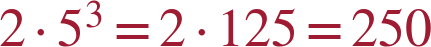 2 · 5³ = 2 · 125 = 250